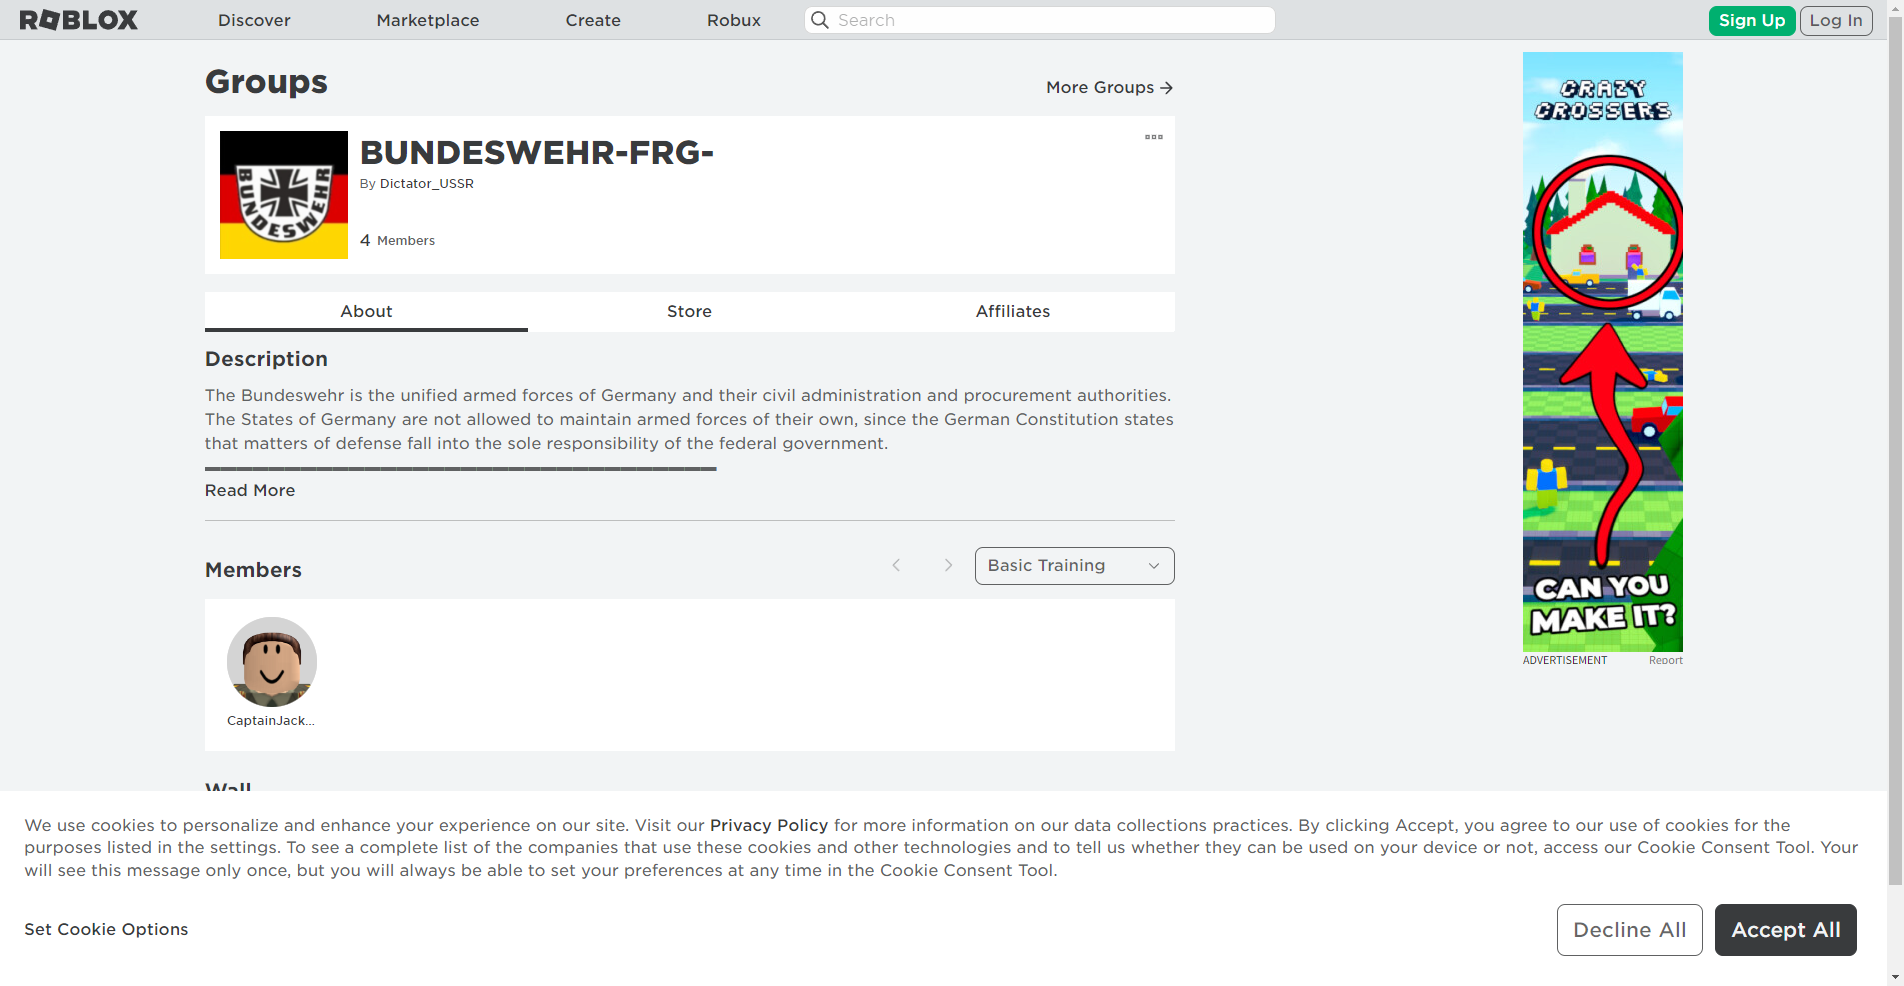 ROBLOX
Discover
Marketplace
Create
Robux
Search
Sign Up
Log In
Groups
More Groups
BUNDESWEHR
BUNDESWEHR-FRG-
By Dictator_USSR
4 Members
About
Store
Affiliates
Description
The Bundeswehr is the unified armed forces of Germany and their civil administration and procurement authorities.
The States of Germany are not allowed to maintain armed forces of their own, since the German Constitution states
that matters of defense fall into the sole responsibility of the federal government.
Read More
Members
Basic Training
CaptainJack...
Wall
CRAZY
CROSSERS
CAN YOU
MAKE IT?
ADVERTISEMENT
Report
We use cookies to personalize and enhance your experience on our site. Visit our Privacy Policy for more information on our data collections practices. By clicking Accept, you agree to our use of cookies for the
purposes listed in the settings. To see a complete list of the companies that use these cookies and other technologies and to tell us whether they can be used on your device or not, access our Cookie Consent Tool. Your
will see this message only once, but you will always be able to set your preferences at any time in the Cookie Consent Tool.
Set Cookie Options
Decline All
Accept All